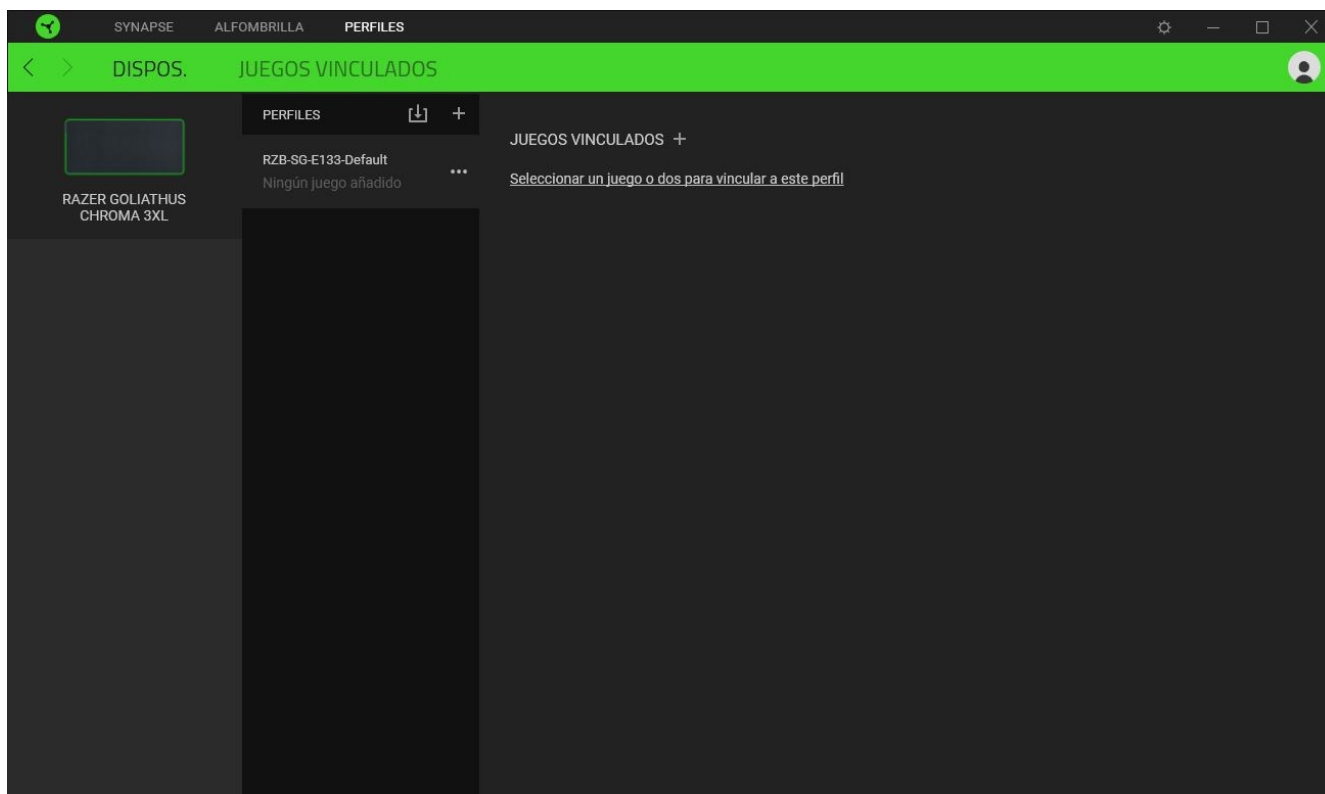 SYNAPSE ALFOMBRILLA PERFILES
DISPOS. JUEGOS VINCULADOS
RAZER GOLIATHUS
CHROMA 3XL
PERFILES
RZB-SG-E133-Default
Ningún juego añadido
JUEGOS VINCULADOS +
Seleccionar un juego o dos para vincular a este perfil